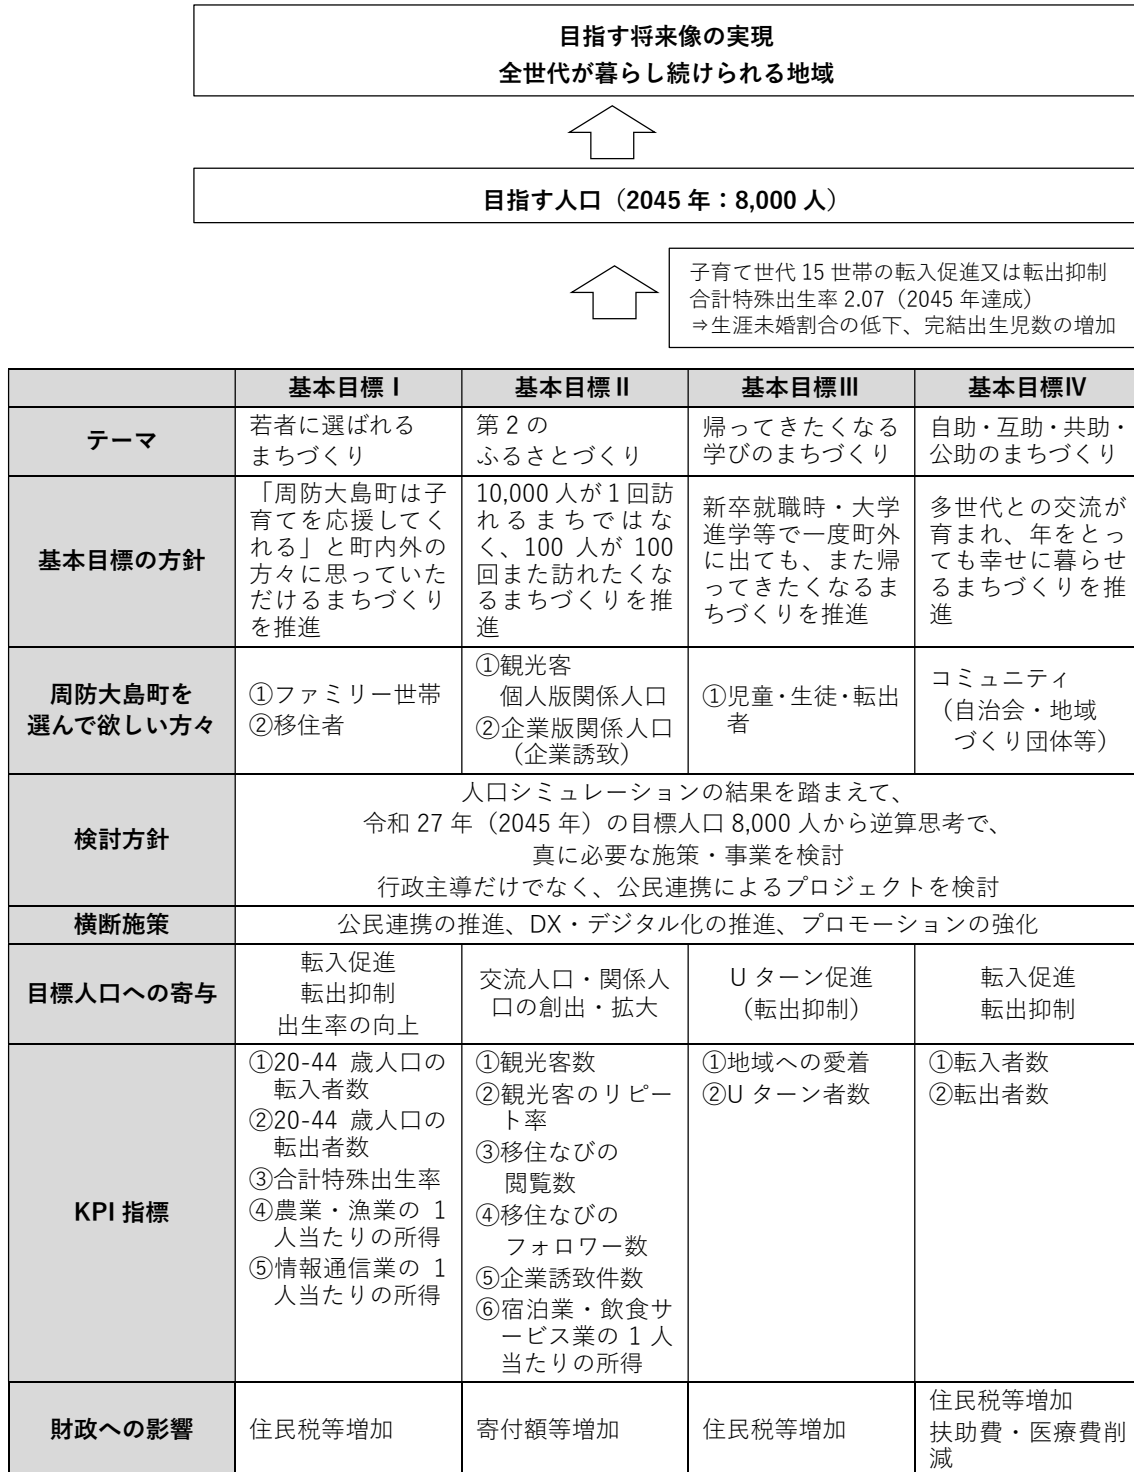 目指す将来像の実現
全世代が暮らし続けられる地域
目指す人口（2045 年：8,000 人）
子育て世代 15 世帯の転入促進又は転出抑制
合計特殊出生率 2.07（2045 年達成）
⇒生涯未婚割合の低下、完結出生児数の増加
基本目標Ⅰ
基本目標Ⅱ
基本目標Ⅲ
基本目標Ⅳ
テーマ
若者に選ばれる
まちづくり
第 2 の
ふるさとづくり
帰ってきたくなる
学びのまちづくり
自助・互助・共助・
公助のまちづくり
基本目標の方針
「周防大島町は子
育てを応援してく
れる」と町内外の
方々に思っていた
だけるまちづくり
を推進
10,000 人が 1 回訪
れるまちではな
く、100 人が 100
回また訪れたくな
るまちづくりを推
進
新卒就職時・大学
進学等で一度町外
に出ても、また帰
ってきたくなるま
ちづくりを推進
多世代との交流が
育まれ、年をとっ
ても幸せに暮らせ
るまちづくりを推
進
周防大島町を
選んで欲しい方々
①ファミリー世帯
②移住者
①観光客
個人版関係人口
②企業版関係人口
（企業誘致）
①児童・生徒・転出
者
コミュニティ
（自治会・地域
づくり団体等）
検討方針
人口シミュレーションの結果を踏まえて、
令和 27 年（2045 年）の目標人口 8,000 人から逆算思考で、
真に必要な施策・事業を検討
行政主導だけでなく、公民連携によるプロジェクトを検討
横断施策
公民連携の推進、DX・デジタル化の推進、プロモーションの強化
目標人口への寄与
転入促進
転出抑制
出生率の向上
交流人口・関係人
口の創出・拡大
U ターン促進
（転出抑制）
転入促進
転出抑制
KPI 指標
①20-44 歳人口の
転入者数
②20-44 歳人口の
転出者数
③合計特殊出生率
④農業・漁業の 1
人当たりの所得
⑤情報通信業の 1
人当たりの所得
①観光客数
②観光客のリピー
ト率
③移住なびの
閲覧数
④移住なびの
フォロワー数
⑤企業誘致件数
⑥宿泊業・飲食サ
ービス業の 1 人
当たりの所得
①地域への愛着
②U ターン者数
①転入者数
②転出者数
財政への影響
住民税等増加
寄付額等増加
住民税等増加
住民税等増加
扶助費・医療費削
減